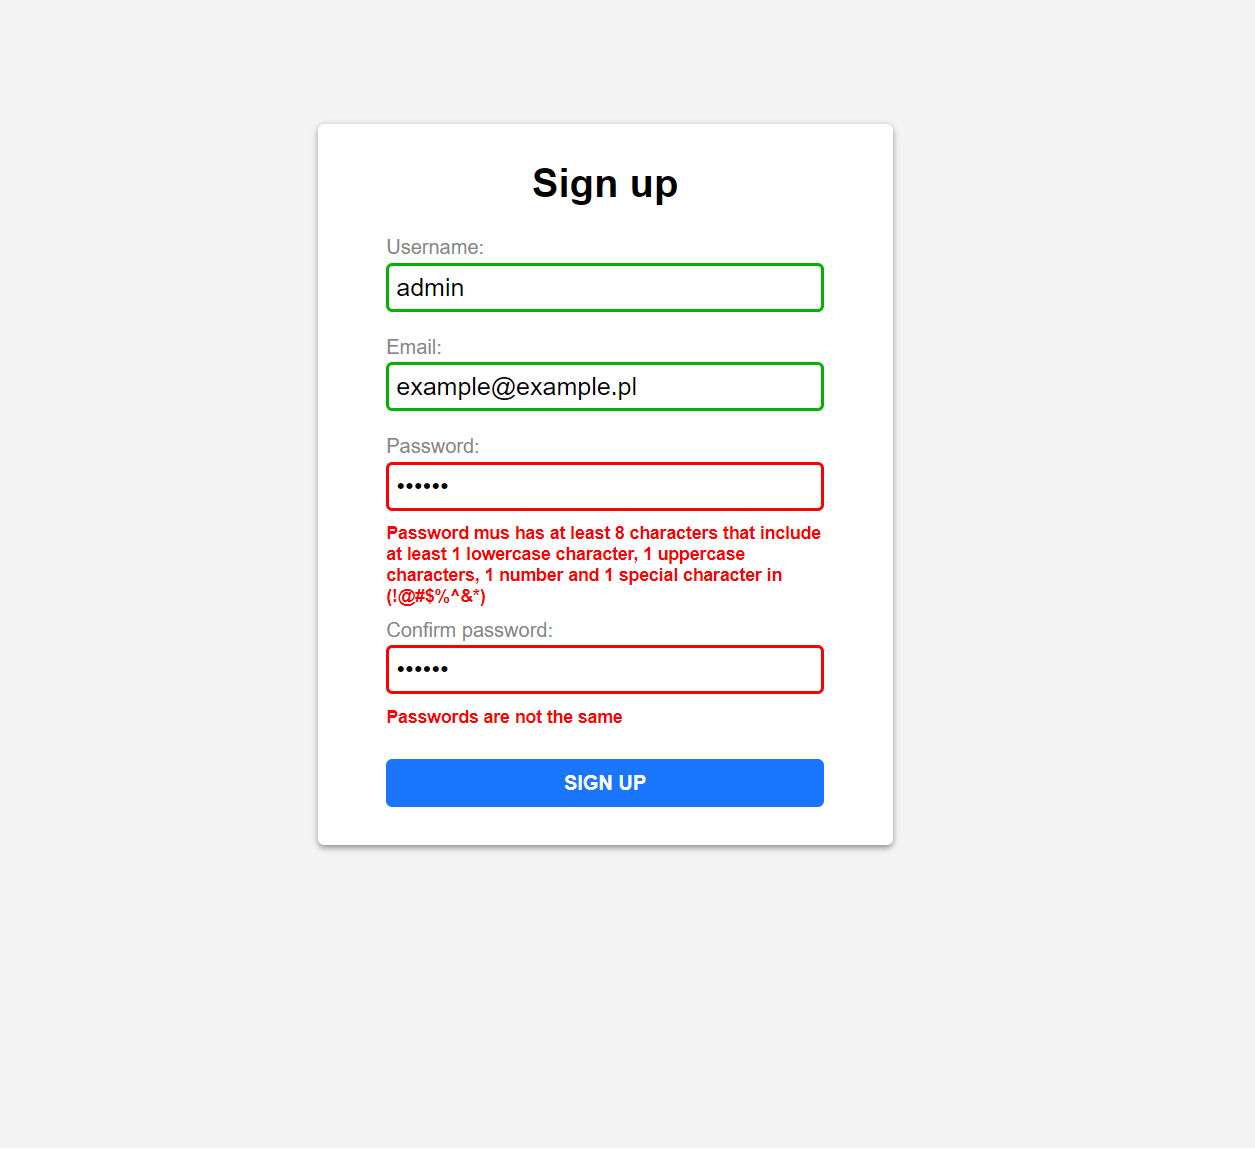 Sign up
Username:
admin
Email:
example@example.pl
Password:
••••••
Password mus has at least 8 characters that include
at least 1 lowercase character, 1 uppercase
characters, 1 number and 1 special character in
(!@#$%^&*)
Confirm password:
••••••
Passwords are not the same
SIGN UP